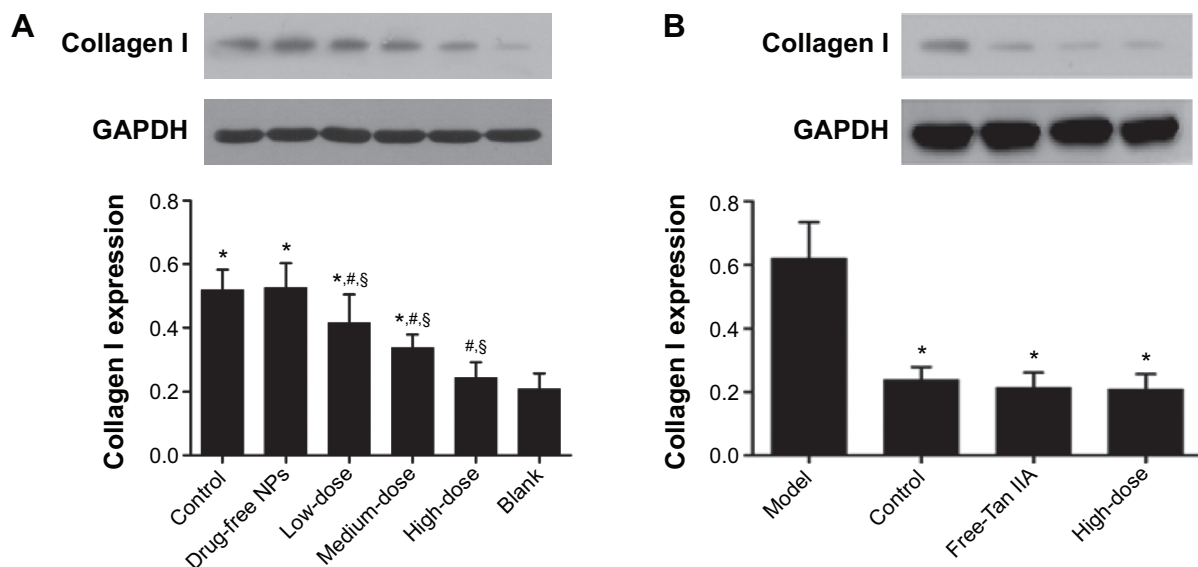 A
Collagen I
GAPDH
Collagen I expression
0.8
0.6
0.4
0.2
0.0
*
*
*,#,§
*,#,§
#,§
Control
Drug-free NPs
Low-dose
Medium-dose
High-dose
Blank
B
Collagen I
GAPDH
Collagen I expression
0.8
0.6
0.4
0.2
0.0
*
*
*
Model
Control
Free-Tan IIA
High-dose